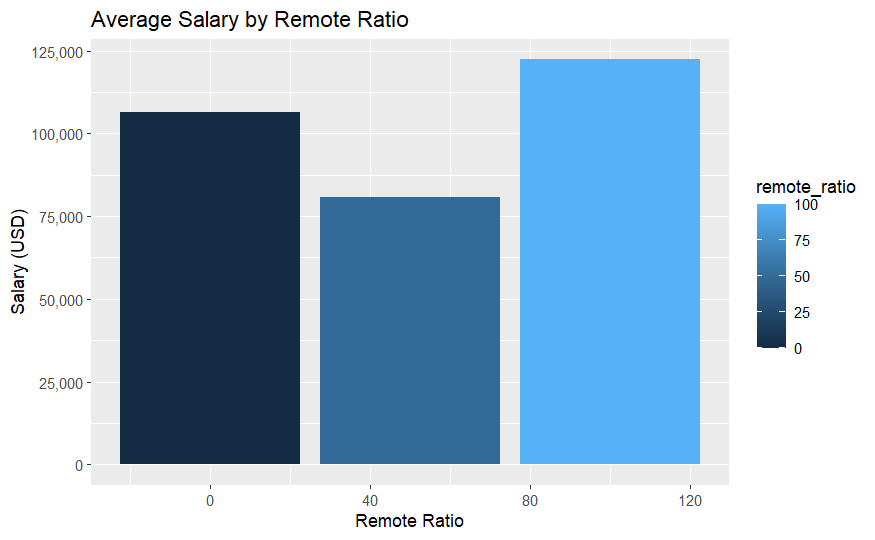 Average Salary by Remote Ratio
125,000
100,000
75,000
50,000
25,000
0
Salary (USD)
0 40 80 120
Remote Ratio
remote_ratio
100
75
50
25
0